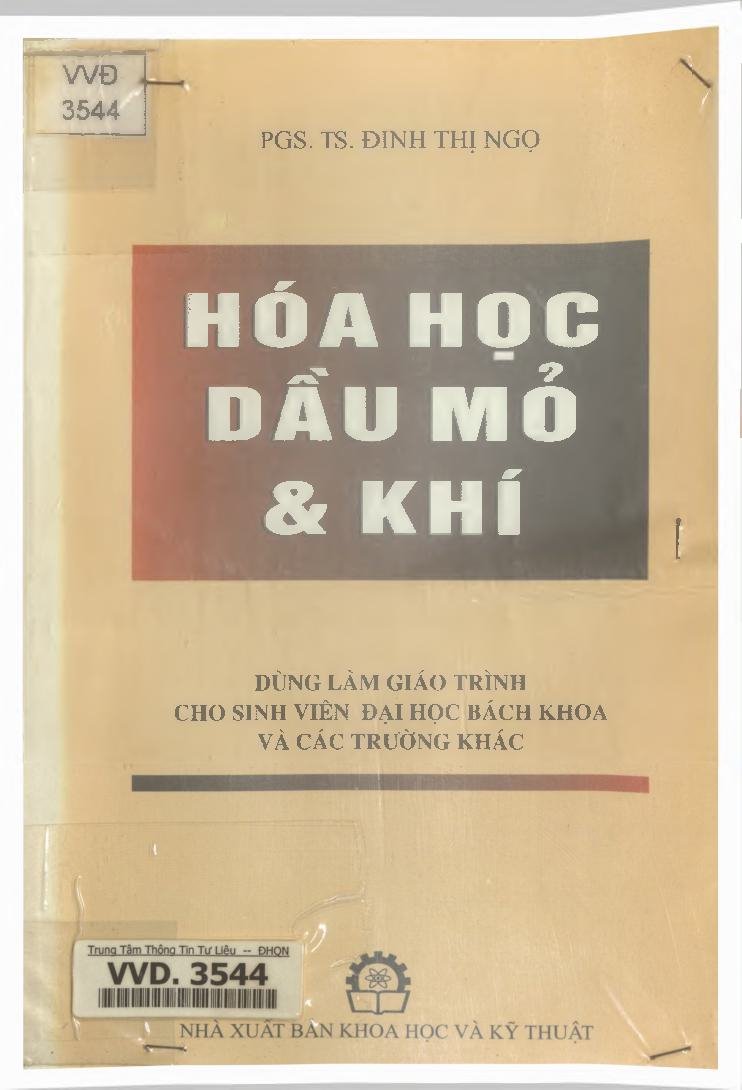 VVĐ
3544
PGS. TS. ĐINH THỊ NGỌ
HÓA HỌC
DẦU MỎ
& KHÍ
DÙNG LÀM GIÁO TRÌNH
CHO SINH VIÊN ĐẠI HỌC BÁCH KHOA
VÀ CÁC TRƯỜNG KHÁC
Trung Tâm Thông Tin Tư Liệu -- ĐHQN
VVD. 3544
NHÀ XUẤT BẢN KHOA HỌC VÀ KỸ THUẬT